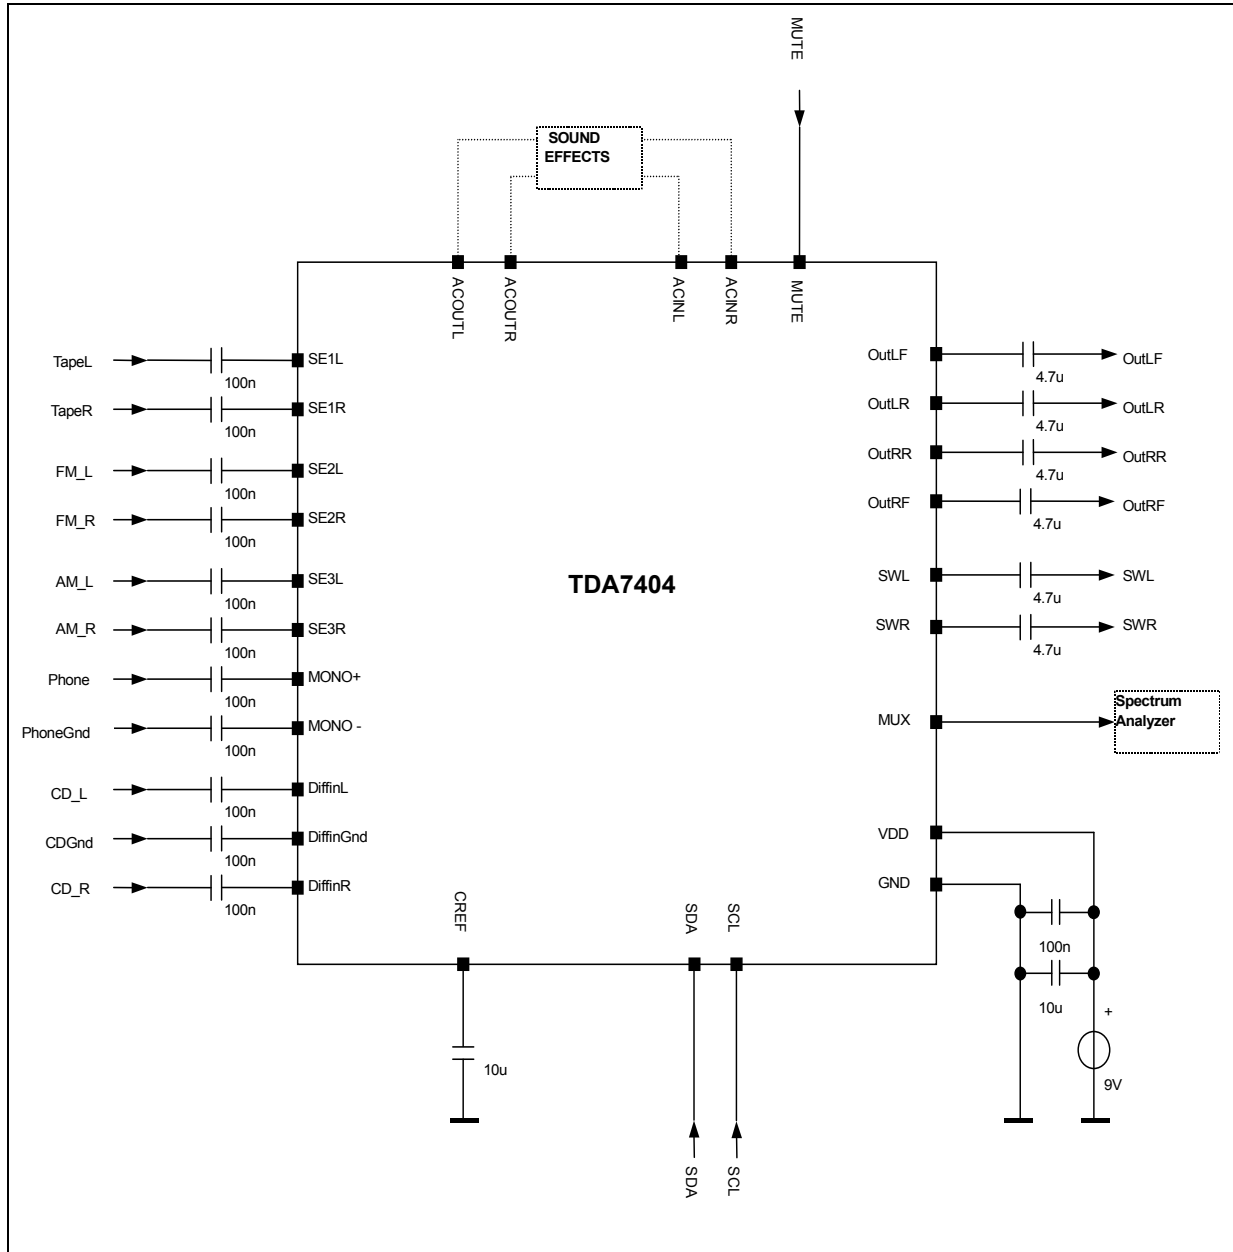 MUTE
SOUND
EFFECTS
ACOUTL
ACOUTR
ACINL
ACINR
MUTE
TapeL
100n
SE1L
TapeR
100n
SE1R
FM_L
100n
SE2L
FM_R
100n
SE2R
AM_L
100n
SE3L
AM_R
100n
SE3R
Phone
100n
MONO+
PhoneGnd
100n
MONO -
CD_L
100n
DiffinL
CDGnd
100n
DiffinGnd
CD_R
100n
DiffinR
TDA7404
OutLF
4.7u
OutLF
OutLR
4.7u
OutLR
OutRR
4.7u
OutRR
OutRF
4.7u
OutRF
SWL
4.7u
SWL
SWR
4.7u
SWR
MUX
Spectrum
Analyzer
VDD
GND
100n
10u
+
9V
CREF
10u
SDA
SCL
SDA
SCL